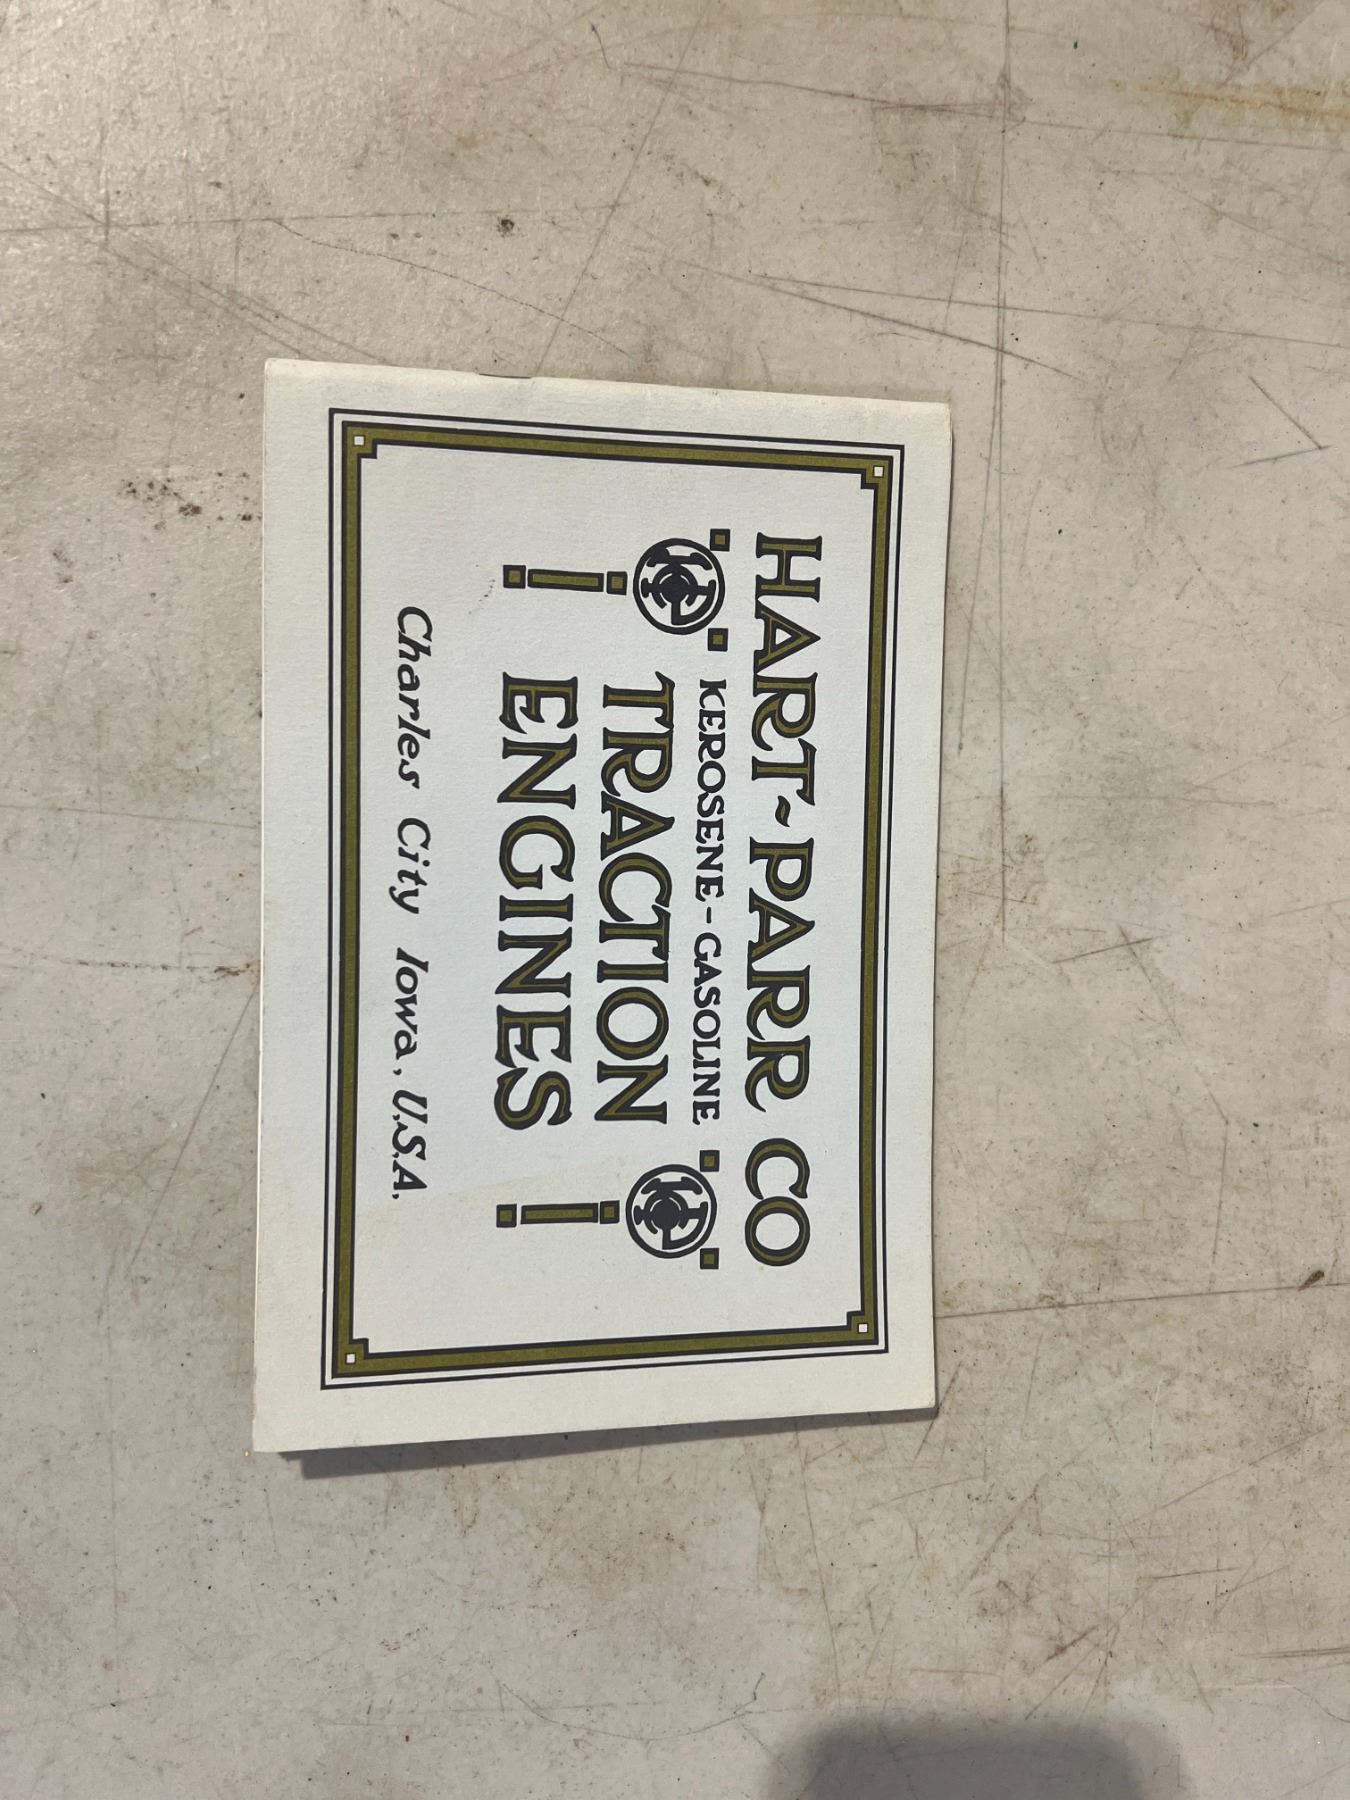 HART-PARR CO
KEROSENE-GASOLINE
TRACTION
ENGINES
Charles City Iowa, U.S.A.